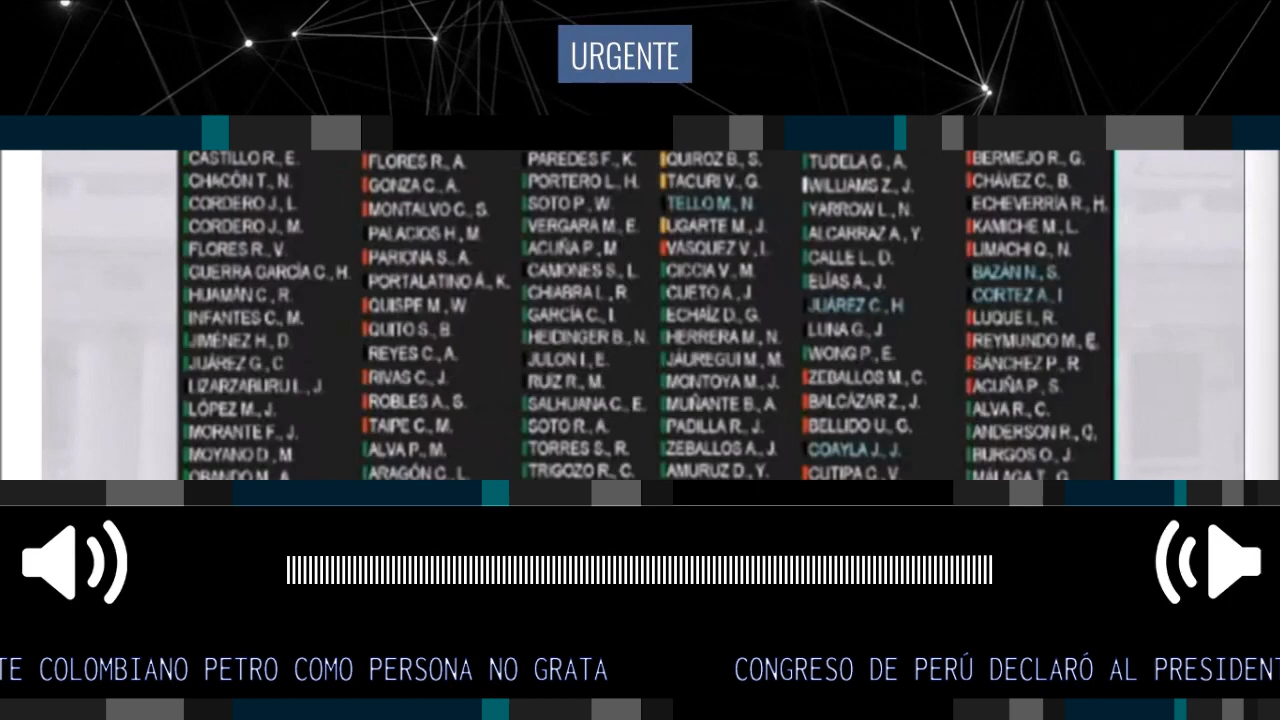 URGENTE
CASTILLO R., E.
CHACÓN T., N.
CORDERO J., L.
CORDERO J., M.
FLORES R., V.
GUERRA GARCÍA C., H.
HUAMÁN C., R.
INFANTES C., M.
JIMÉNEZ H., D.
JUÁREZ G., C
LIZARZABURU L., J.
LÓPEZ M., J.
MORANTE F., J.
MOYANO D., M.
OBANDO M., A.
FLORES R., A.
GONZA C., A.
MONTALVO C., S.
PALACIOS H., M.
PARIONA S., A.
PORTALATINO Á., K.
QUISPE M., W.
QUITO S., B.
REYES C., A.
RIVAS C., J.
ROBLES A., S.
TAIPE C., M.
ALVA P., M.
ARAGÓN C., L.
PAREDES F., K.
PORTERO L., H.
SOTO P., W.
VERGARA M., E.
ACUÑA P., M
CAMONES S., L.
CHIABRA L., R.
GARCÍA C., I.
HEIDINGER B., N.
JULON I., E.
RUIZ R., M.
SALHUANA C., E.
SOTO R., A.
TORRES S., R.
TRIGOZO R., C.
QUIROZ B., S.
TACURI V., G.
TELLO M., N.
UGARTE M., J.
VÁSQUEZ V., L.
CICCIA V., M.
CUETO A., J.
ECHAÍZ D., G.
HERRERA M., N.
JÁUREGUI M., M.
MONTOYA M., J.
MUÑANTE B., A.
PADILLA R., J.
ZEBALLOS A., J.
AMURUZ D., Y.
TUDELA G., A.
WILLIAMS Z., J.
YARROW L., N.
ALCARRAZ A., Y.
CALLE L., D.
ELÍAS A., J.
JUÁREZ C., H
LUNA G., J.
WONG P., E.
ZEBALLOS M., C.
BALCÁZAR Z., J.
BELLIDO U., G.
COAYLA J., J.
CUTIPA C., V.
BERMEJO R., G.
CHÁVEZ C., B.
ECHEVERRÍA R., H.
KAMICHE M., L.
LIMACHI Q., N.
BAZÁN N., S.
CORTEZ A., I
LUQUE I., R.
REYMUNDO M., E.
SÁNCHEZ P., R.
ACUÑA P., S.
ALVA R., C.
ANDERSON R., C.
BURGOS O., J.
MÁLAGA T., G.
TE COLOMBIANO PETRO COMO PERSONA NO GRATA CONGRESO DE PERÚ DECLARÓ AL PRESIDENT